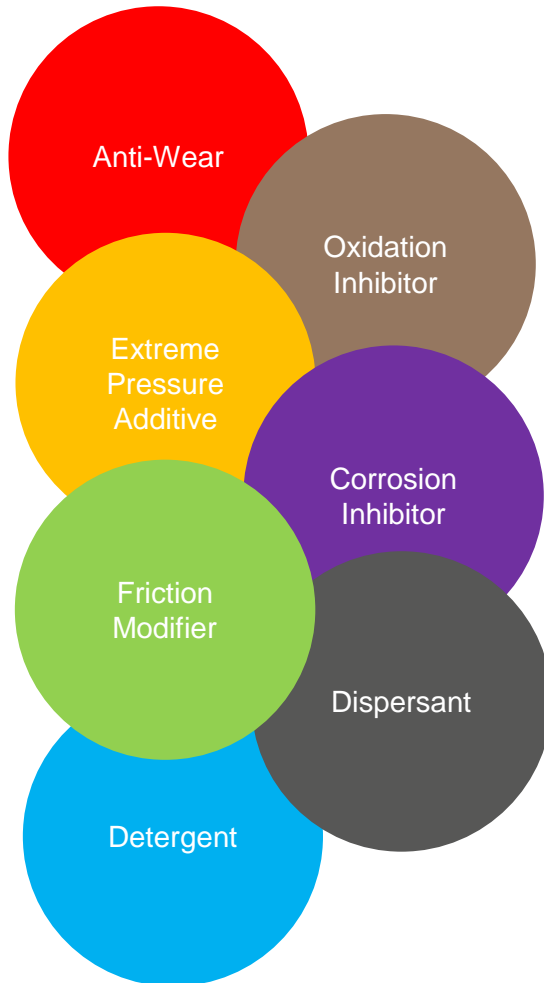 Anti-Wear
Oxidation
Inhibitor
Extreme
Pressure
Additive
Corrosion
Inhibitor
Friction
Modifier
Dispersant
Detergent